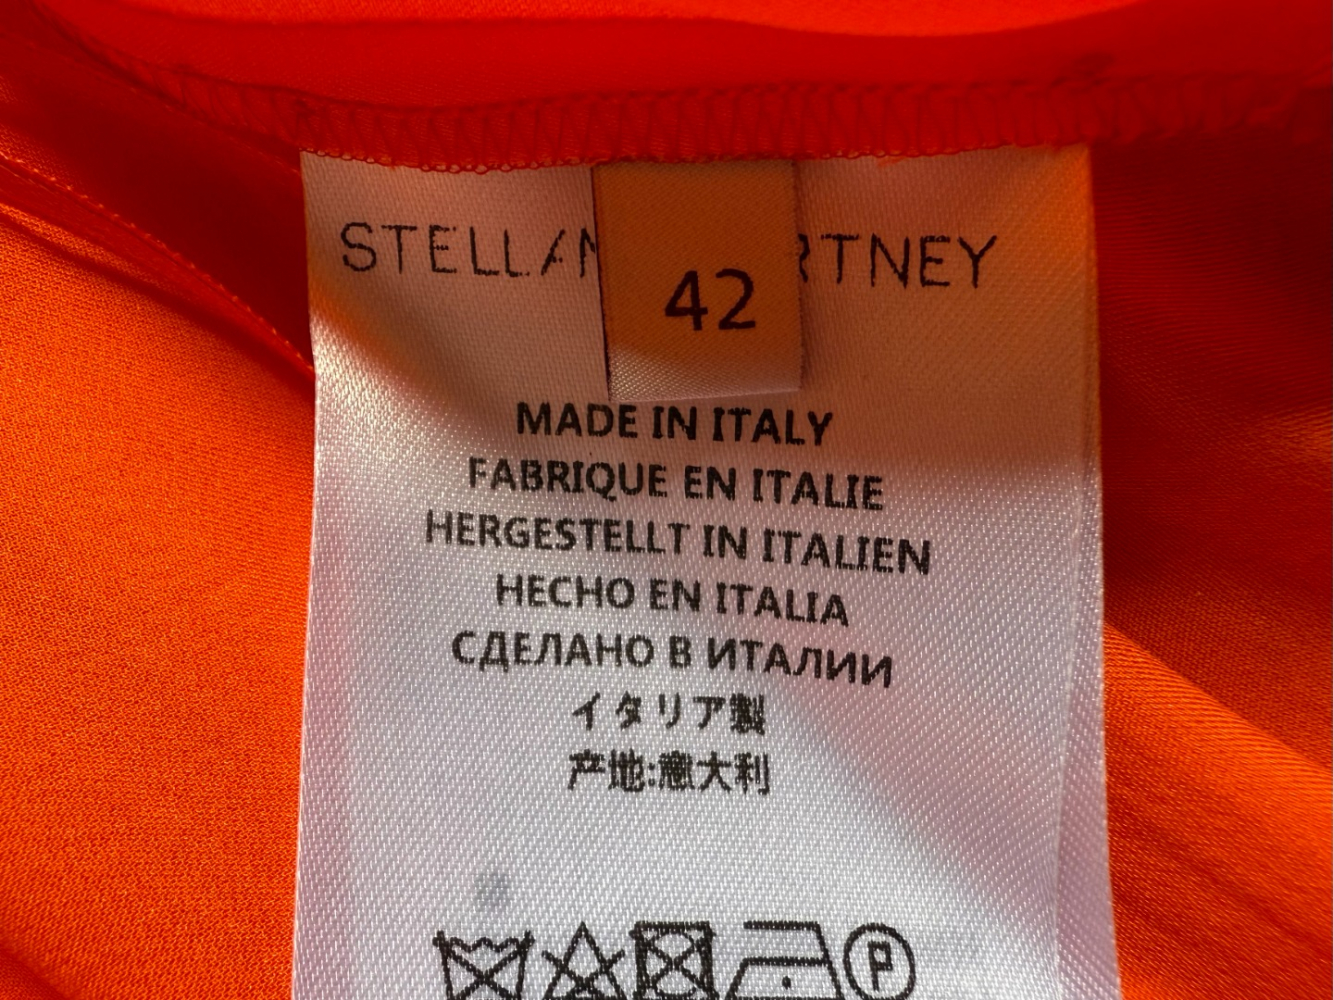 STELLA RTNEY
42
MADE IN ITALY
FABRIQUE EN ITALIE
HERGESTELLT IN ITALIEN
HECHO EN ITALIA
СДЕЛАНО В ИТАЛИИ
イタリア製
产地:意大利
P